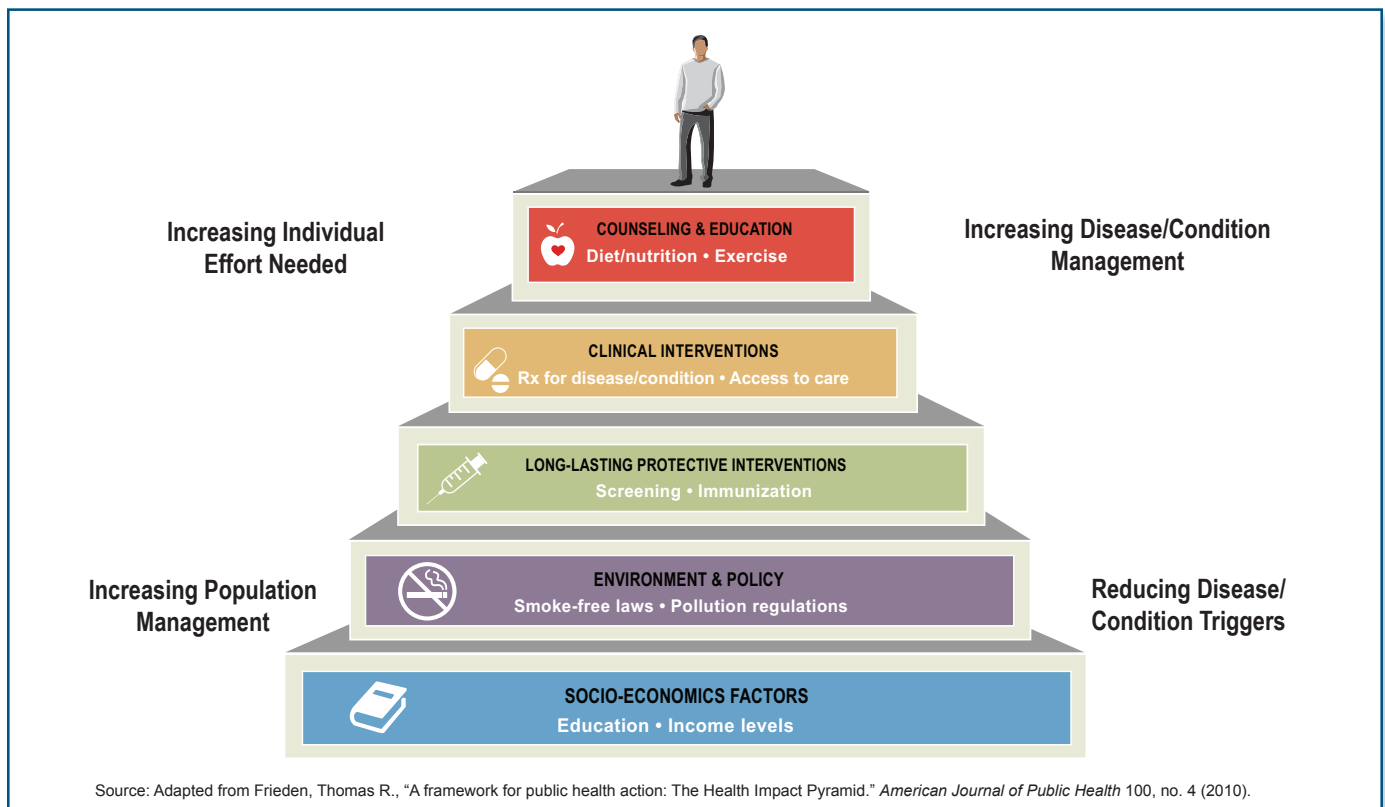 COUNSELING & EDUCATION
Diet/nutrition • Exercise
Increasing Individual
Effort Needed
Increasing Disease/Condition
Management
CLINICAL INTERVENTIONS
Rx for disease/condition • Access to care
LONG-LASTING PROTECTIVE INTERVENTIONS
Screening • Immunization
ENVIRONMENT & POLICY
Smoke-free laws • Pollution regulations
Increasing Population
Management
Reducing Disease/
Condition Triggers
SOCIO-ECONOMICS FACTORS
Education • Income levels
Source: Adapted from Frieden, Thomas R., “A framework for public health action: The Health Impact Pyramid.” American Journal of Public Health 100, no. 4 (2010).